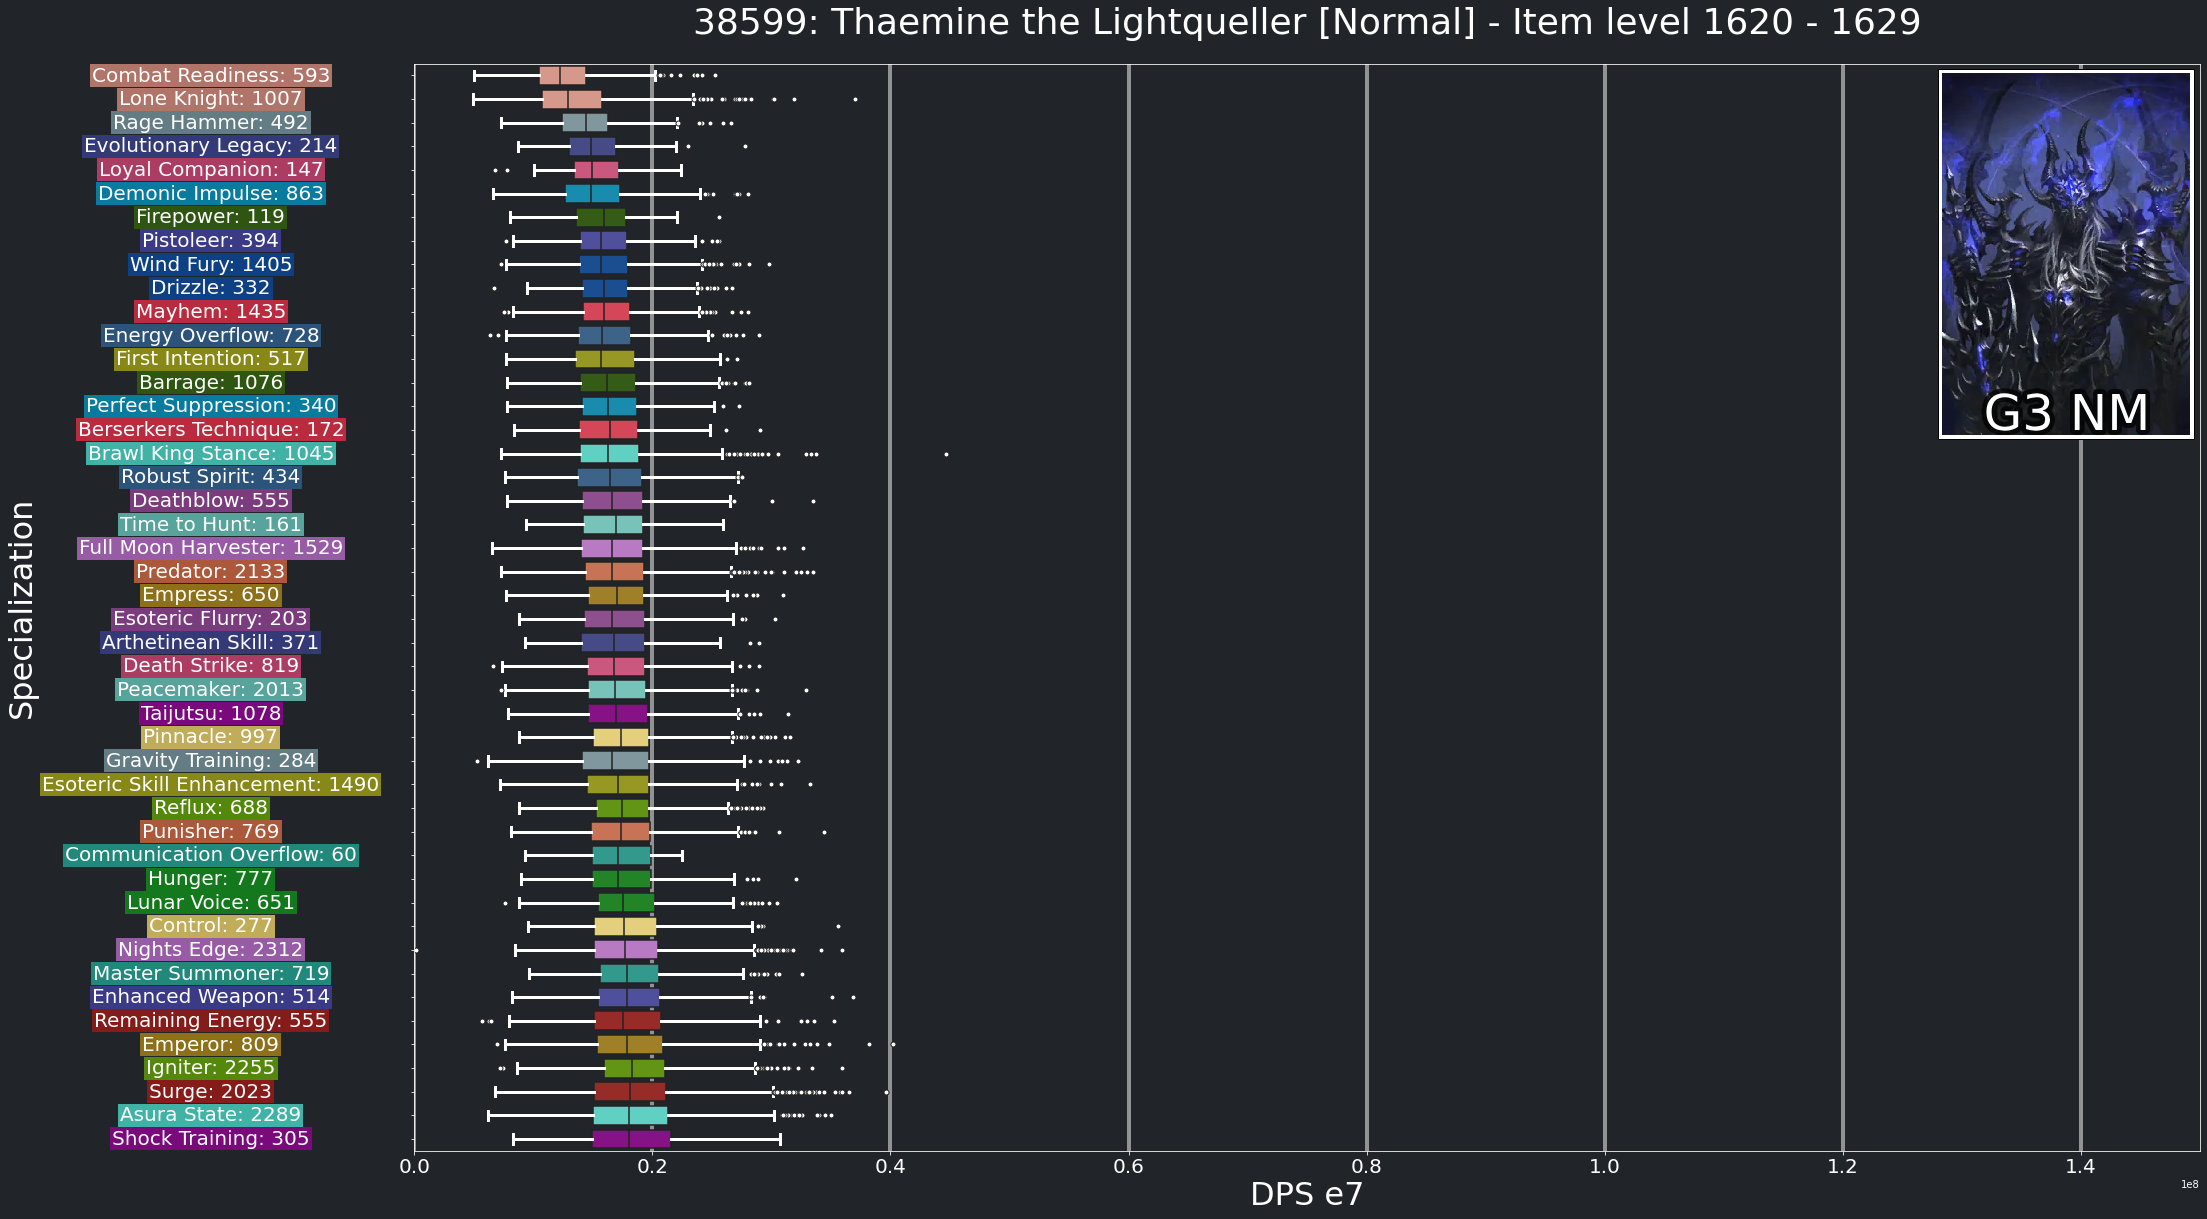 38599: Thaemine the Lightqueller [Normal] - Item level 1620 - 1629
Combat Readiness: 593
Lone Knight: 1007
Rage Hammer: 492
Evolutionary Legacy: 214
Loyal Companion: 147
Demonic Impulse: 863
Firepower: 119
Pistoleer: 394
Wind Fury: 1405
Drizzle: 332
Mayhem: 1435
Energy Overflow: 728
First Intention: 517
Barrage: 1076
Perfect Suppression: 340
Berserkers Technique: 172
Brawl King Stance: 1045
Robust Spirit: 434
Deathblow: 555
Time to Hunt: 161
Full Moon Harvester: 1529
Predator: 2133
Empress: 650
Esoteric Flurry: 203
Arthetinean Skill: 371
Death Strike: 819
Peacemaker: 2013
Taijutsu: 1078
Pinnacle: 997
Gravity Training: 284
Esoteric Skill Enhancement: 1490
Reflux: 688
Punisher: 769
Communication Overflow: 60
Hunger: 777
Lunar Voice: 651
Control: 277
Nights Edge: 2312
Master Summoner: 719
Enhanced Weapon: 514
Remaining Energy: 555
Emperor: 809
Igniter: 2255
Surge: 2023
Asura State: 2289
Shock Training: 305
Specialization
G3 NM
0.0 0.2 0.4 0.6 0.8 1.0 1.2 1.4
1e8
DPS e7